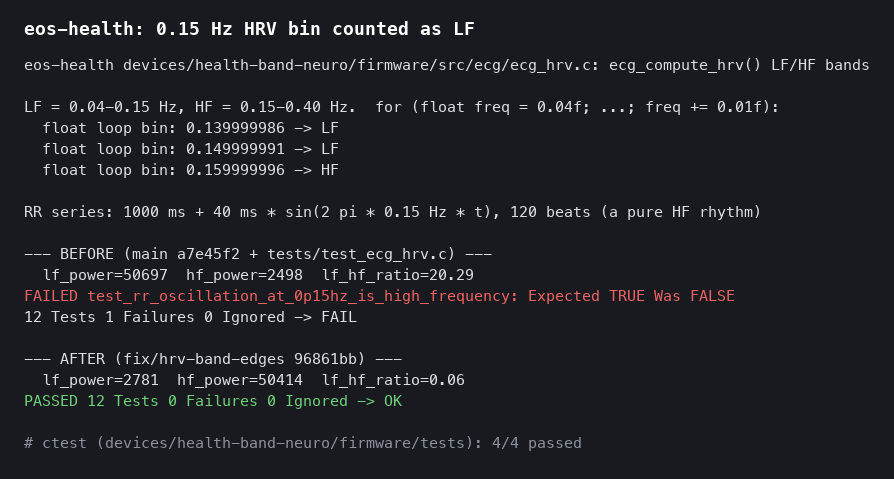 eos-health: 0.15 Hz HRV bin counted as LF
eos-health devices/health-band-neuro/firmware/src/ecg/ecg_hrv.c: ecg_compute_hrv() LF/HF bands
LF = 0.04-0.15 Hz, HF = 0.15-0.40 Hz.  for (float freq = 0.04f; ...; freq += 0.01f):
  float loop bin: 0.139999986 -> LF
  float loop bin: 0.149999991 -> LF
  float loop bin: 0.159999996 -> HF
RR series: 1000 ms + 40 ms * sin(2 pi * 0.15 Hz * t), 120 beats (a pure HF rhythm)
--- BEFORE (main a7e45f2 + tests/test_ecg_hrv.c) ---
  lf_power=50697  hf_power=2498  lf_hf_ratio=20.29
FAILED test_rr_oscillation_at_0p15hz_is_high_frequency: Expected TRUE Was FALSE
12 Tests 1 Failures 0 Ignored -> FAIL
--- AFTER (fix/hrv-band-edges 96861bb) ---
  lf_power=2781  hf_power=50414  lf_hf_ratio=0.06
PASSED 12 Tests 0 Failures 0 Ignored -> OK
# ctest (devices/health-band-neuro/firmware/tests): 4/4 passed